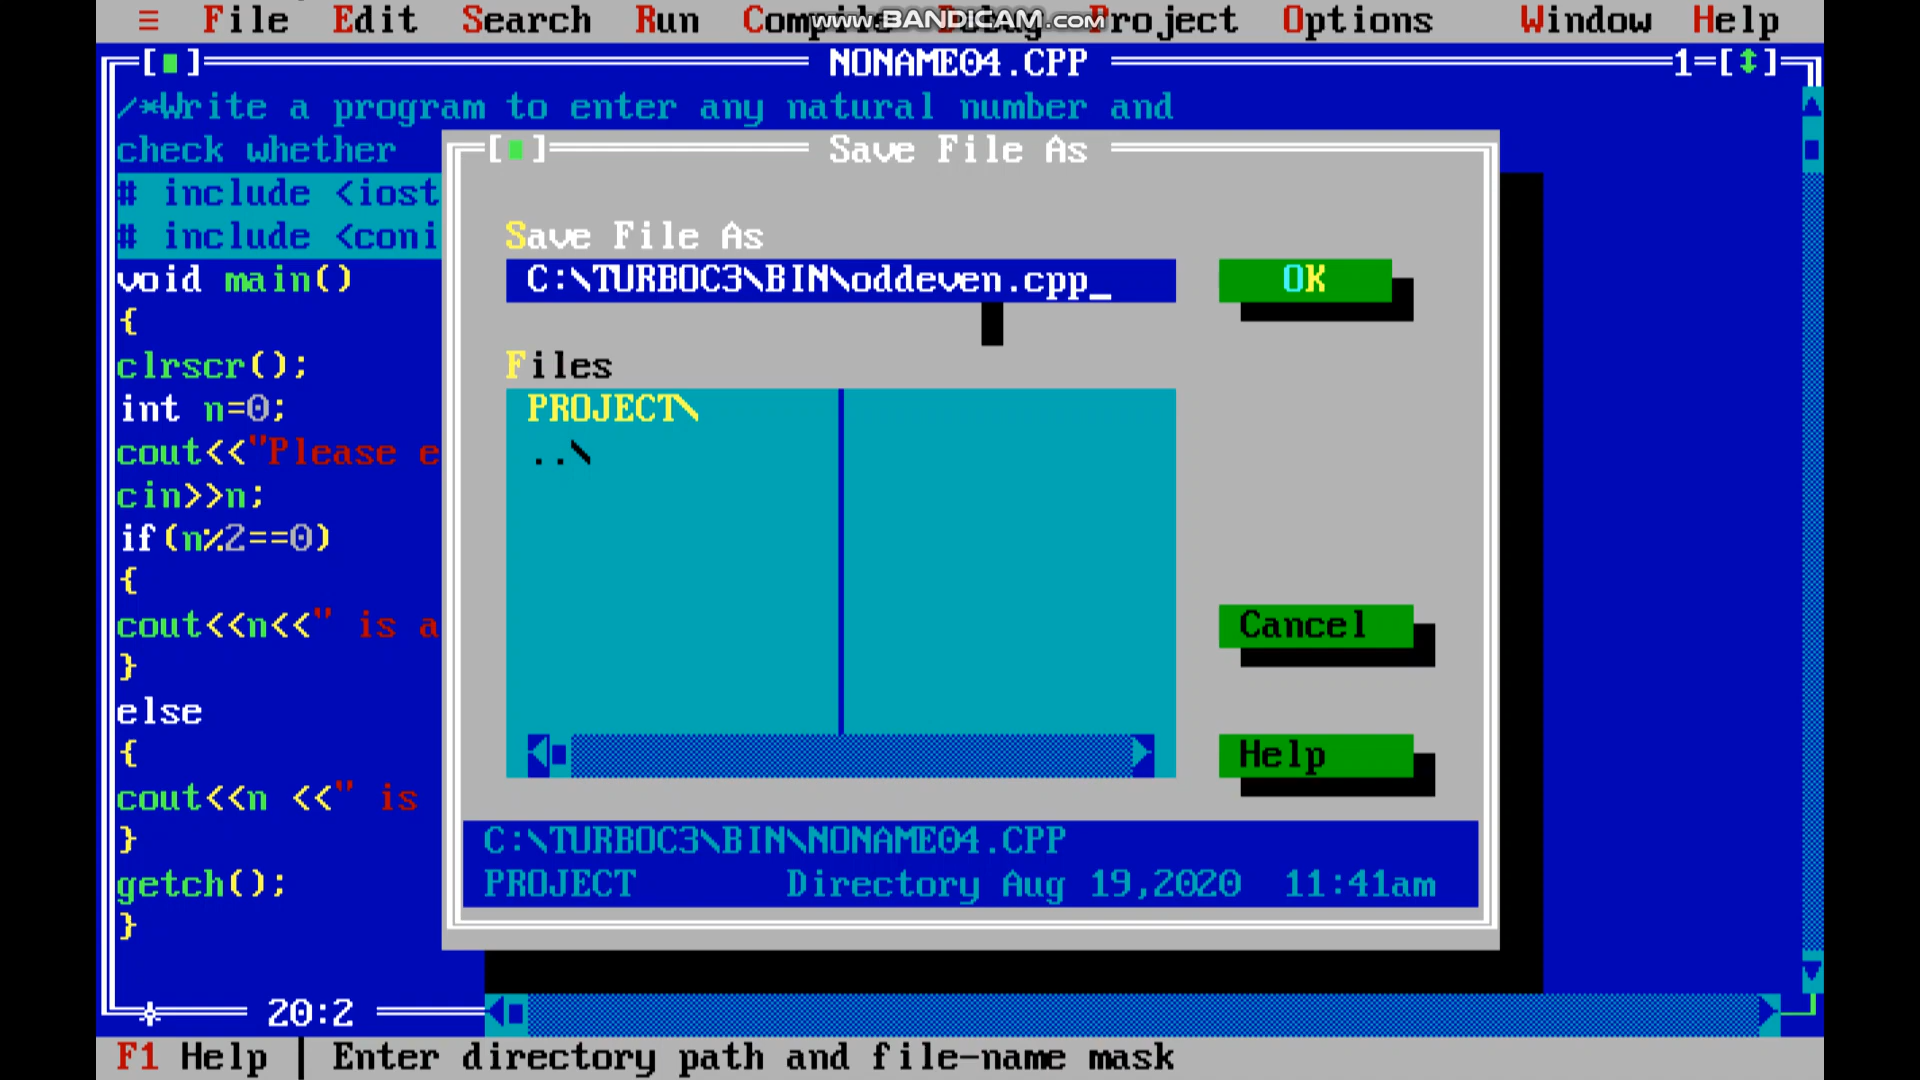 ≡ File Edit Search Run Compile Debug Project Options Window Help
www.BANDICAM.com
[■] NONAME04.CPP 1=[↕]
/*Write a program to enter any natural number and
check whether
# include <iost
# include <coni
void main()
{
clrscr();
int n=0;
cout<<"Please e
cin>>n;
if(n%2==0)
{
cout<<n<<" is a
}
else
{
cout<<n <<" is
}
getch();
}
20:2
[■] Save File As
Save File As
C:\TURBOC3\BIN\oddeven.cpp_
OK
Files
PROJECT\
..\
Cancel
Help
C:\TURBOC3\BIN\NONAME04.CPP
PROJECT Directory Aug 19,2020 11:41am
F1 Help | Enter directory path and file-name mask